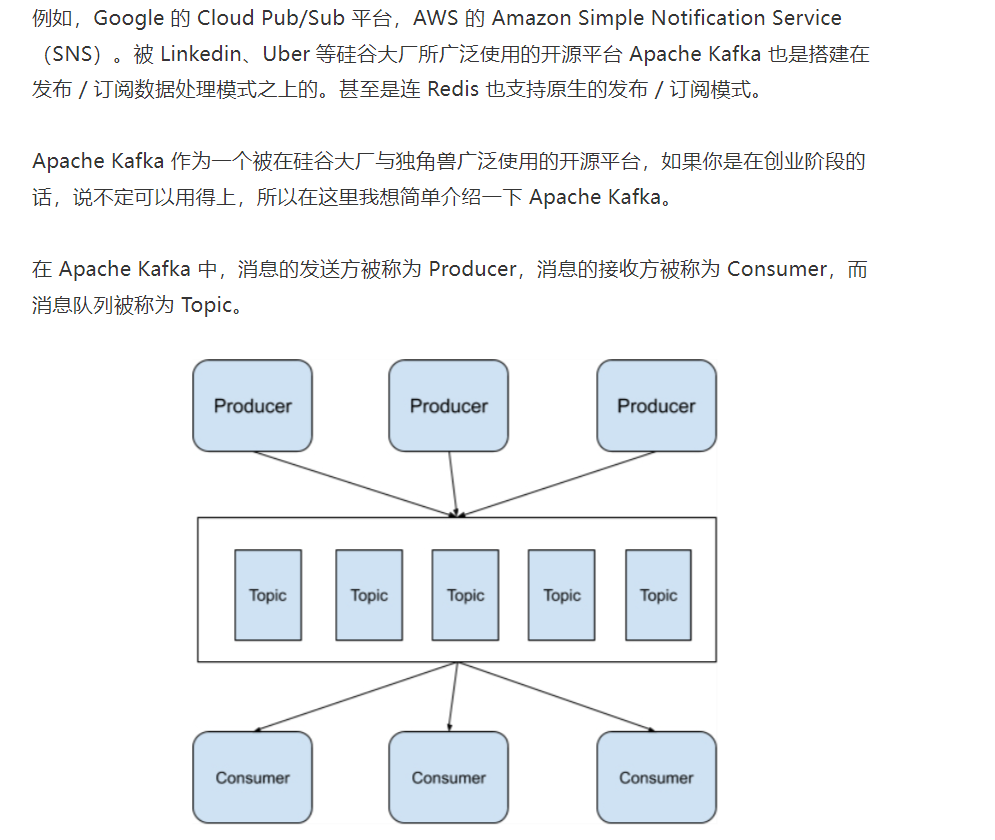 例如，Google 的 Cloud Pub/Sub 平台，AWS 的 Amazon Simple Notification Service
（SNS）。被 Linkedin、Uber 等硅谷大厂所广泛使用的开源平台 Apache Kafka 也是搭建在
发布 / 订阅数据处理模式之上的。甚至是连 Redis 也支持原生的发布 / 订阅模式。
Apache Kafka 作为一个被在硅谷大厂与独角兽广泛使用的开源平台，如果你是在创业阶段的
话，说不定可以用得上，所以在这里我想简单介绍一下 Apache Kafka。
在 Apache Kafka 中，消息的发送方被称为 Producer，消息的接收方被称为 Consumer，而
消息队列被称为 Topic。
Producer Producer Producer
Topic Topic Topic Topic Topic
Consumer Consumer Consumer